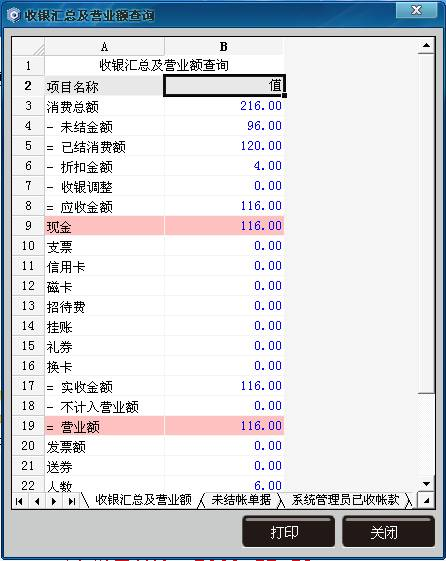 收银汇总及营业额查询
A B
1 收银汇总及营业额查询
2 项目名称 值
3 消费总额 216.00
4 - 未结金额 96.00
5 = 已结消费额 120.00
6 - 折扣金额 4.00
7 - 收银调整 0.00
8 = 应收金额 116.00
9 现金 116.00
10 支票 0.00
11 信用卡 0.00
12 磁卡 0.00
13 招待费 0.00
14 挂账 0.00
15 礼券 0.00
16 换卡 0.00
17 = 实收金额 116.00
18 - 不计入营业额 0.00
19 = 营业额 116.00
20 发票额 0.00
21 送券 0.00
22 人数 6.00
收银汇总及营业额 未结帐单据 系统管理员已收帐款
打印 关闭